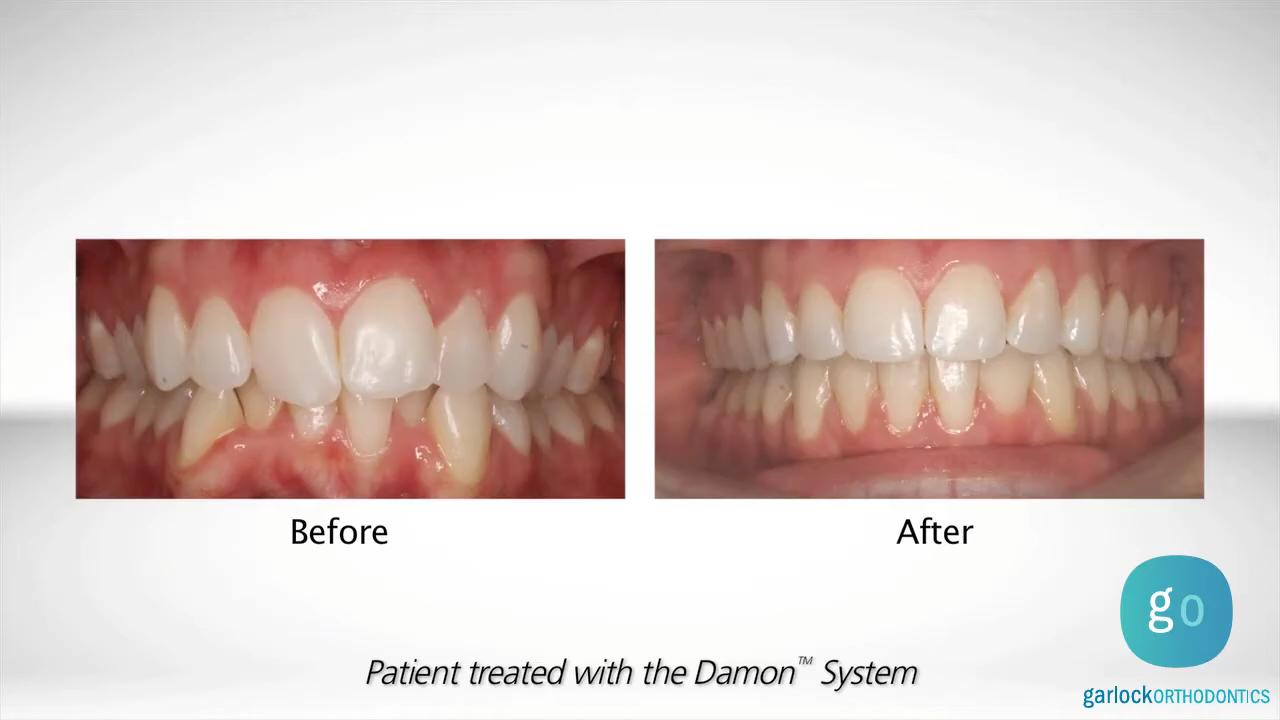 Before
After
Patient treated with the Damon™ System
go
garlockORTHODONTICS